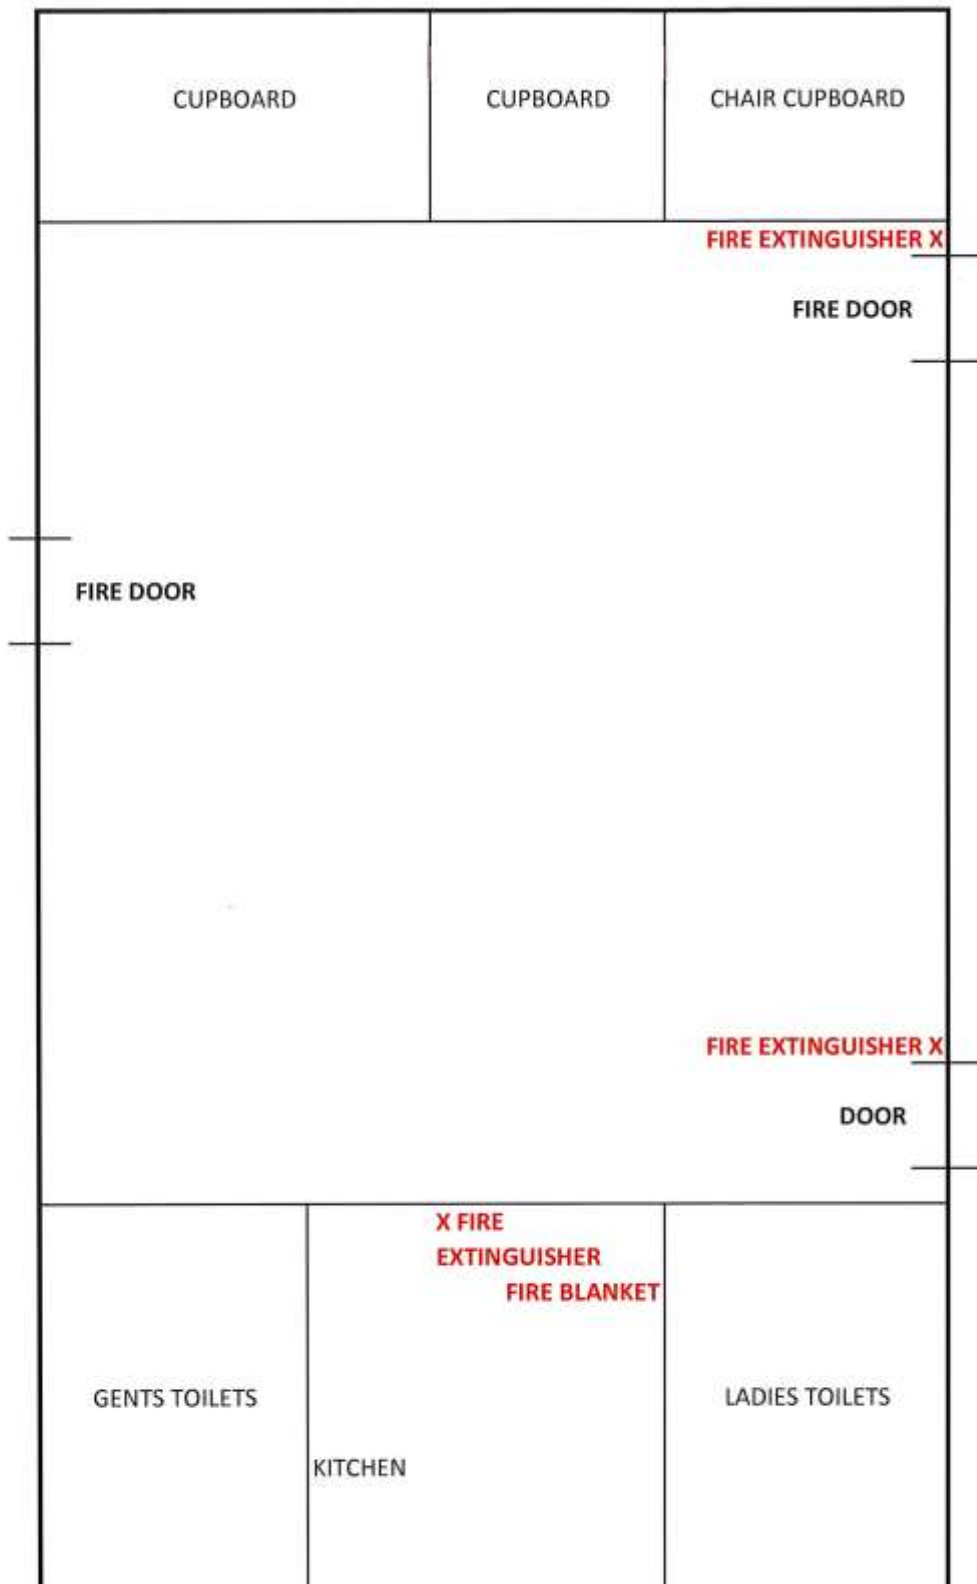 CUPBOARD
CUPBOARD
CHAIR CUPBOARD
FIRE EXTINGUISHER X
FIRE DOOR
FIRE DOOR
FIRE EXTINGUISHER X
DOOR
X FIRE
EXTINGUISHER
FIRE BLANKET
GENTS TOILETS
LADIES TOILETS
KITCHEN